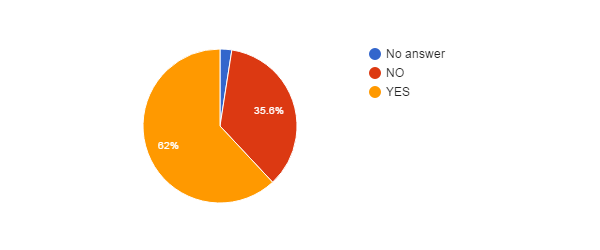 No answer
NO
YES
35.6%
62%